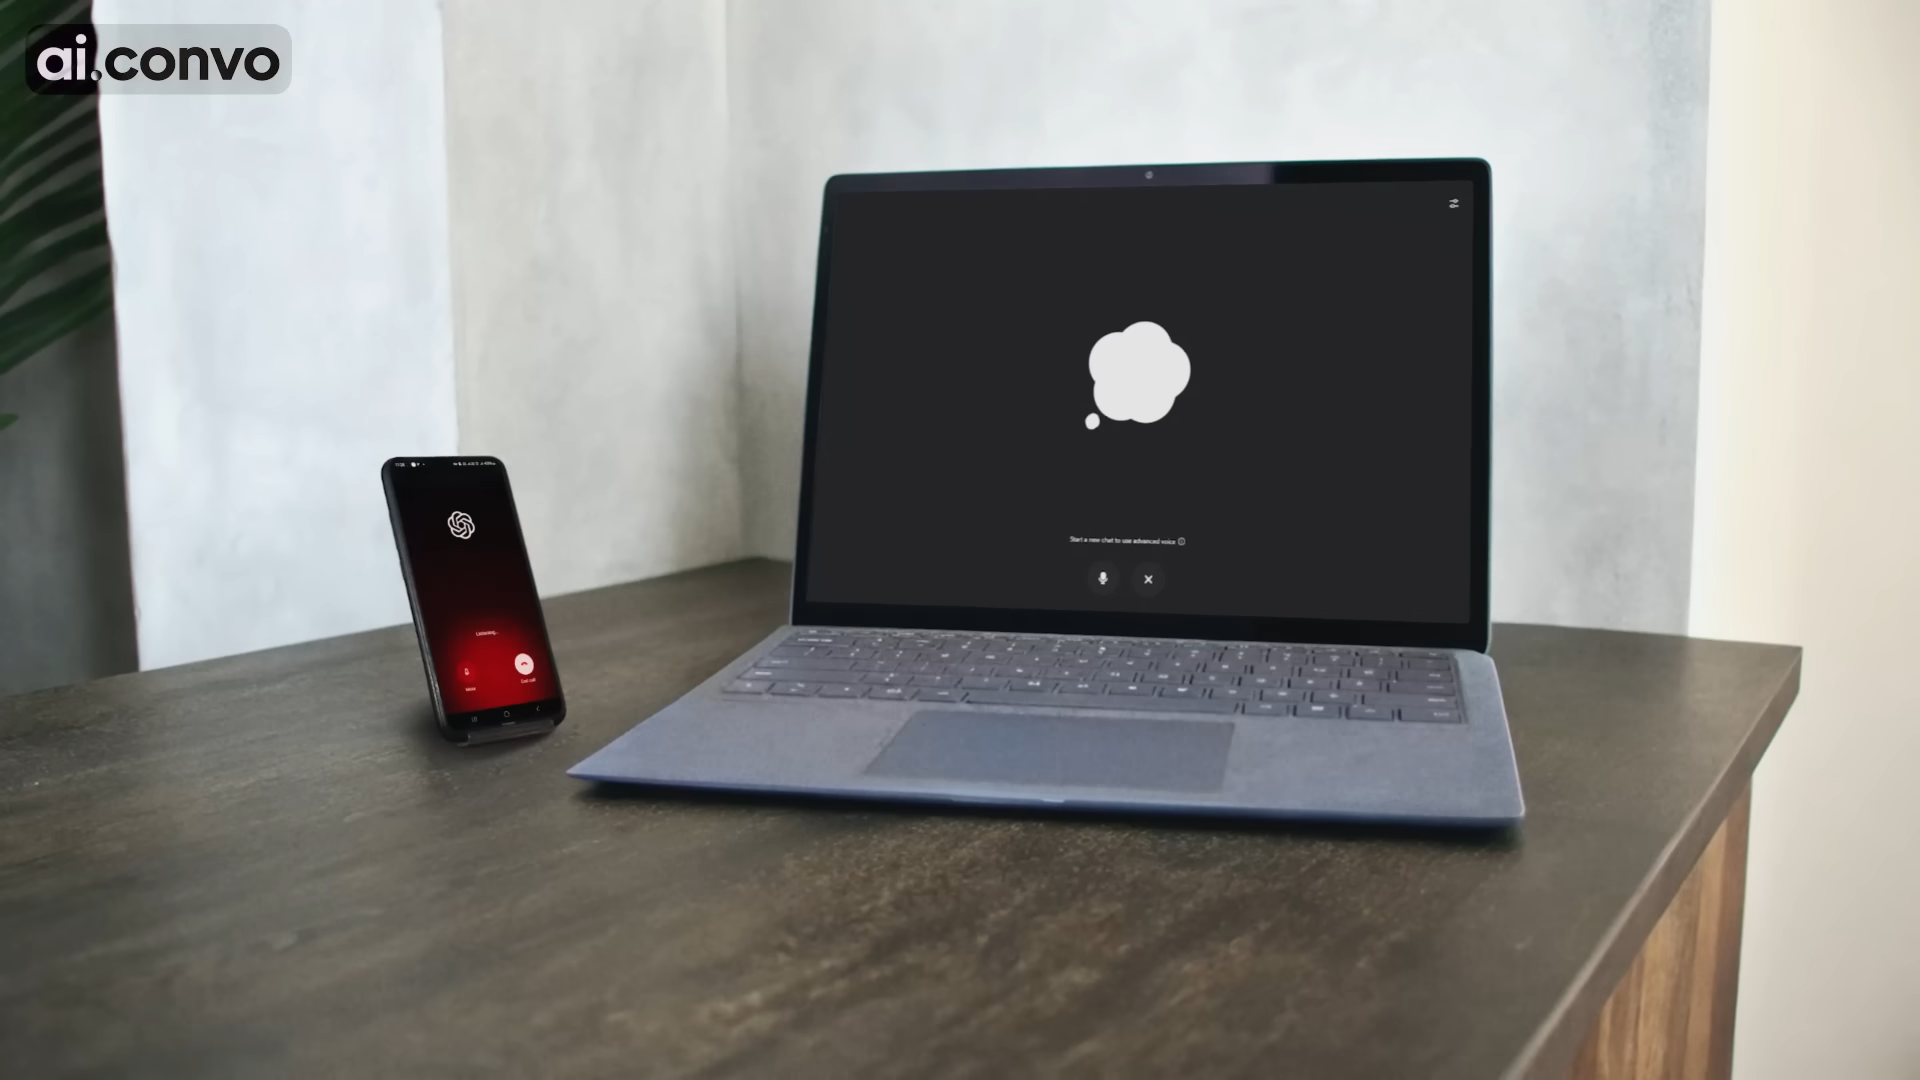 ai.convo
Start a new chat to use advanced voice
Listening...
End call